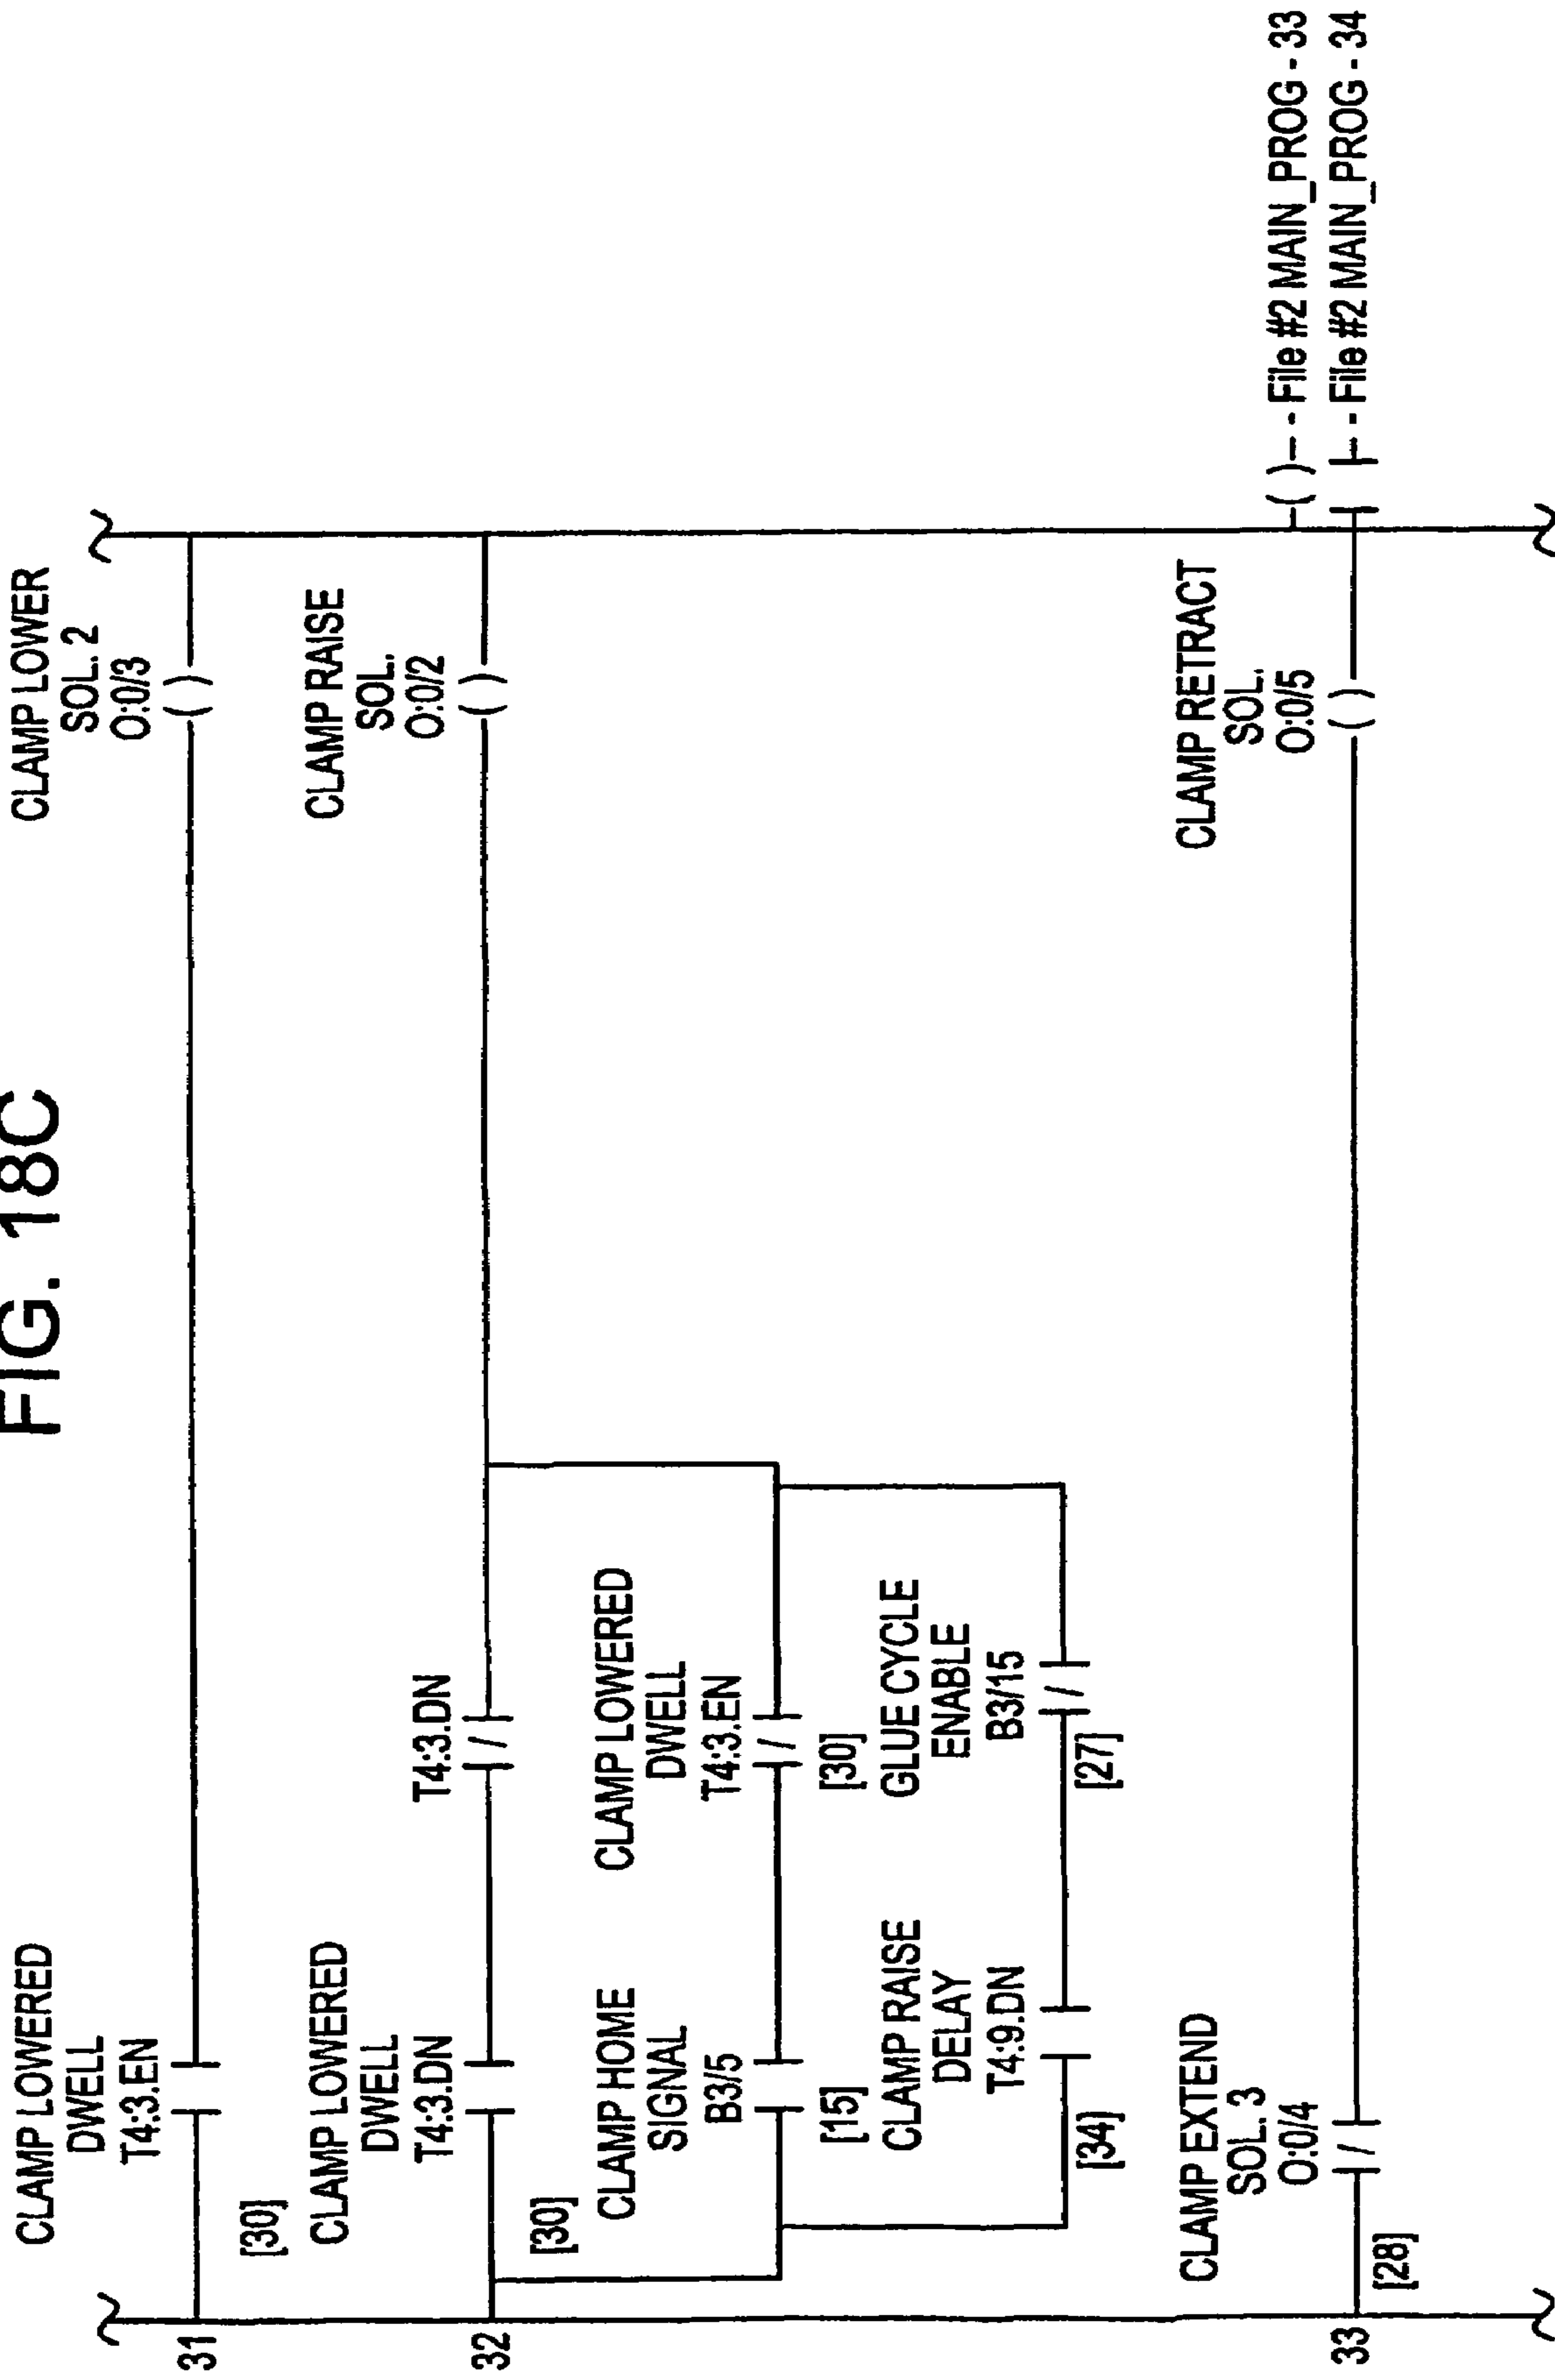 FIG. 18C
CLAMP LOWERED
DWELL
T4:3.EN
CLAMP LOWER
SOL. 2
O:0/3
31
( )
[30]
CLAMP LOWERED
DWELL
T4:3.DN
T4:3.DN
CLAMP RAISE
SOL.
O:0/2
32
/
( )
[30]
CLAMP HOME
SIGNAL
B3/5
CLAMP LOWERED
DWELL
T4:3.EN
/
[15]
[30]
CLAMP RAISE
DELAY
T4:9.DN
GLUE CYCLE
ENABLE
B3/15
/
[34]
[27]
CLAMP EXTEND
SOL. 3
O:0/4
CLAMP RETRACT
SOL.
O:0/5
( ) - - File #2 MAIN_PROG - 33
33
/
( )
- File #2 MAIN_PROG - 34
[28]